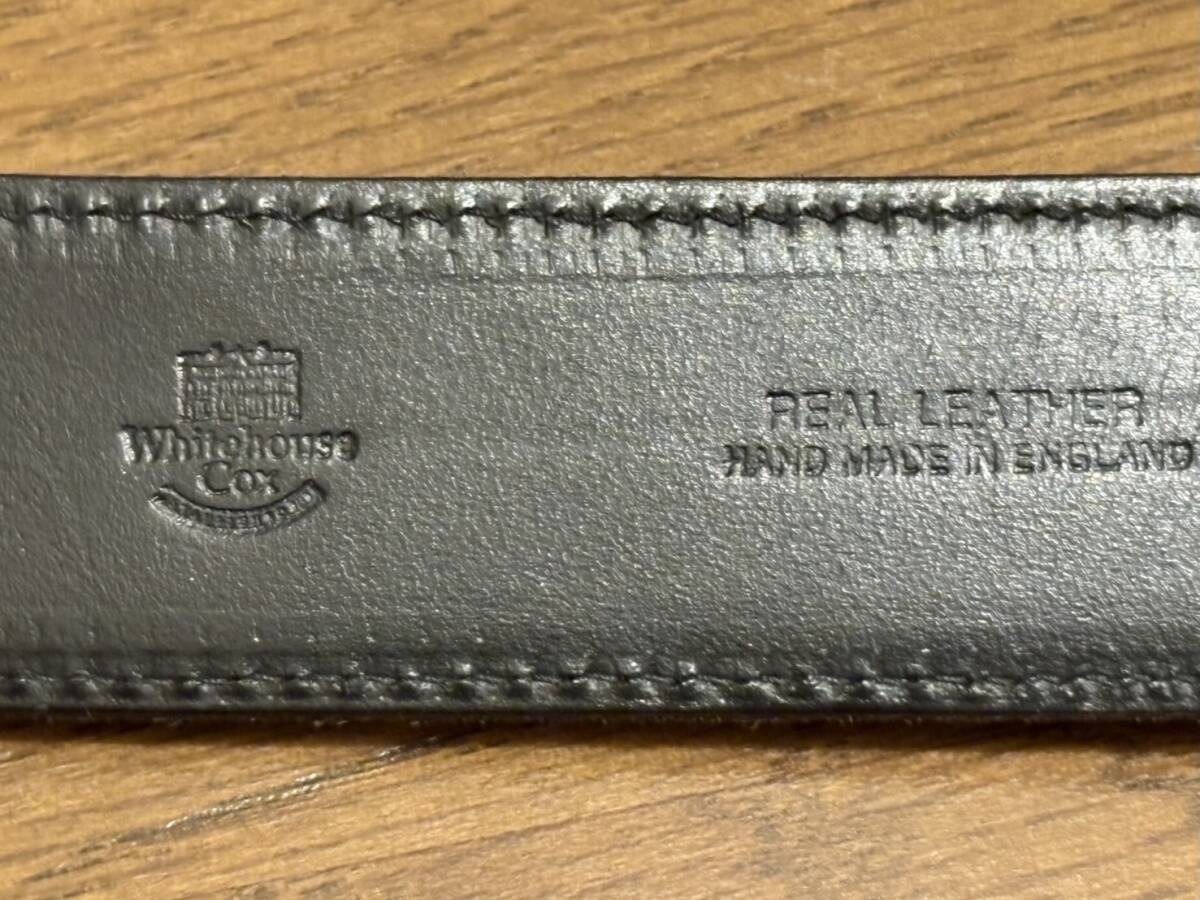 Whitehouse
Cox
REAL LEATHER
HAND MADE IN ENGLAND